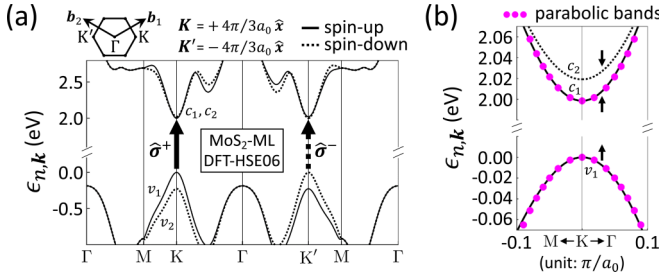 (a)
b₂ b₁
K′ K
Γ
K = +4π/3a₀ x̂
K′ = −4π/3a₀ x̂
spin-up
spin-down
ϵn,k (eV)
2.5
2.0
0.0
-0.5
c₁, c₂
σ̂⁺
MoS₂-ML
DFT-HSE06
σ̂⁻
v₁
v₂
Γ M K Γ K′ M Γ
(b)
parabolic bands
ϵn,k (eV)
2.06
2.04
2.02
2.00
0.00
-0.02
-0.04
-0.06
c₂
c₁
v₁
-0.1 M←K→Γ 0.1
(unit: π/a₀)